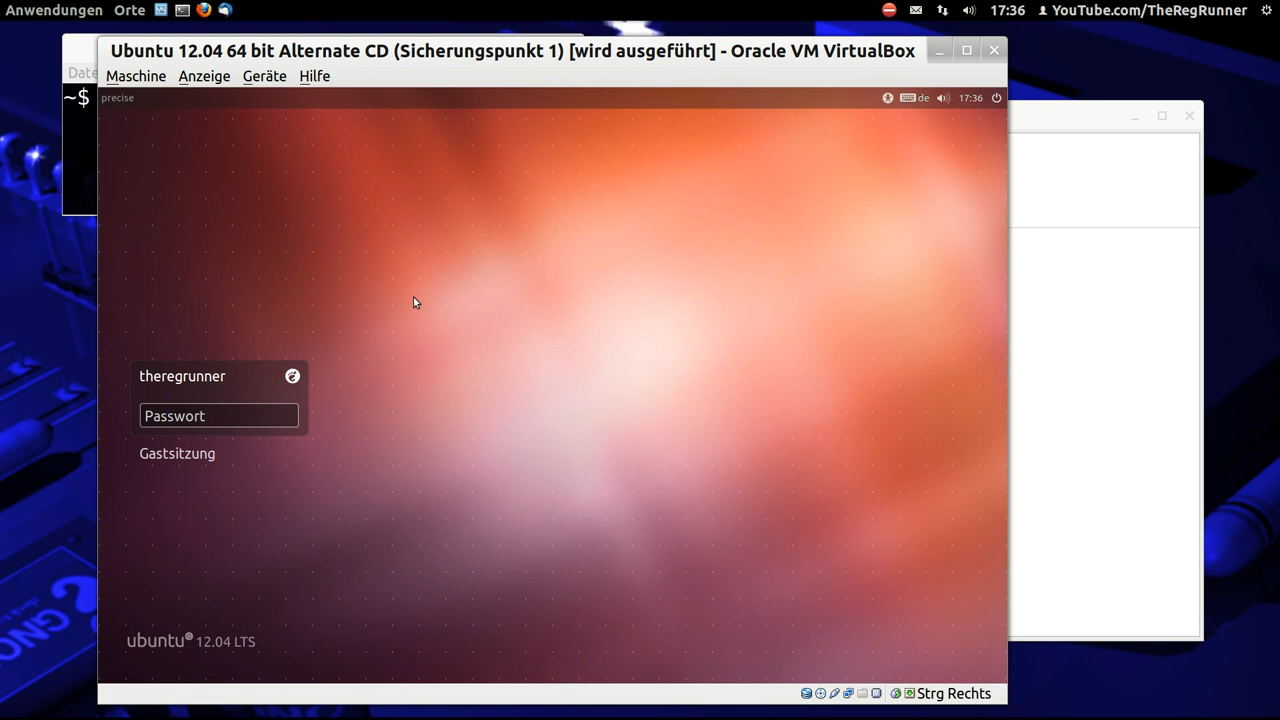 Anwendungen Orte 17:36 YouTube.com/TheRegRunner
Ubuntu 12.04 64 bit Alternate CD (Sicherungspunkt 1) [wird ausgeführt] - Oracle VM VirtualBox
Date
Maschine Anzeige Geräte Hilfe
~$
precise de 17:36
theregrunner
Passwort
Gastsitzung
GNO
ubuntu 12.04 LTS
Strg Rechts